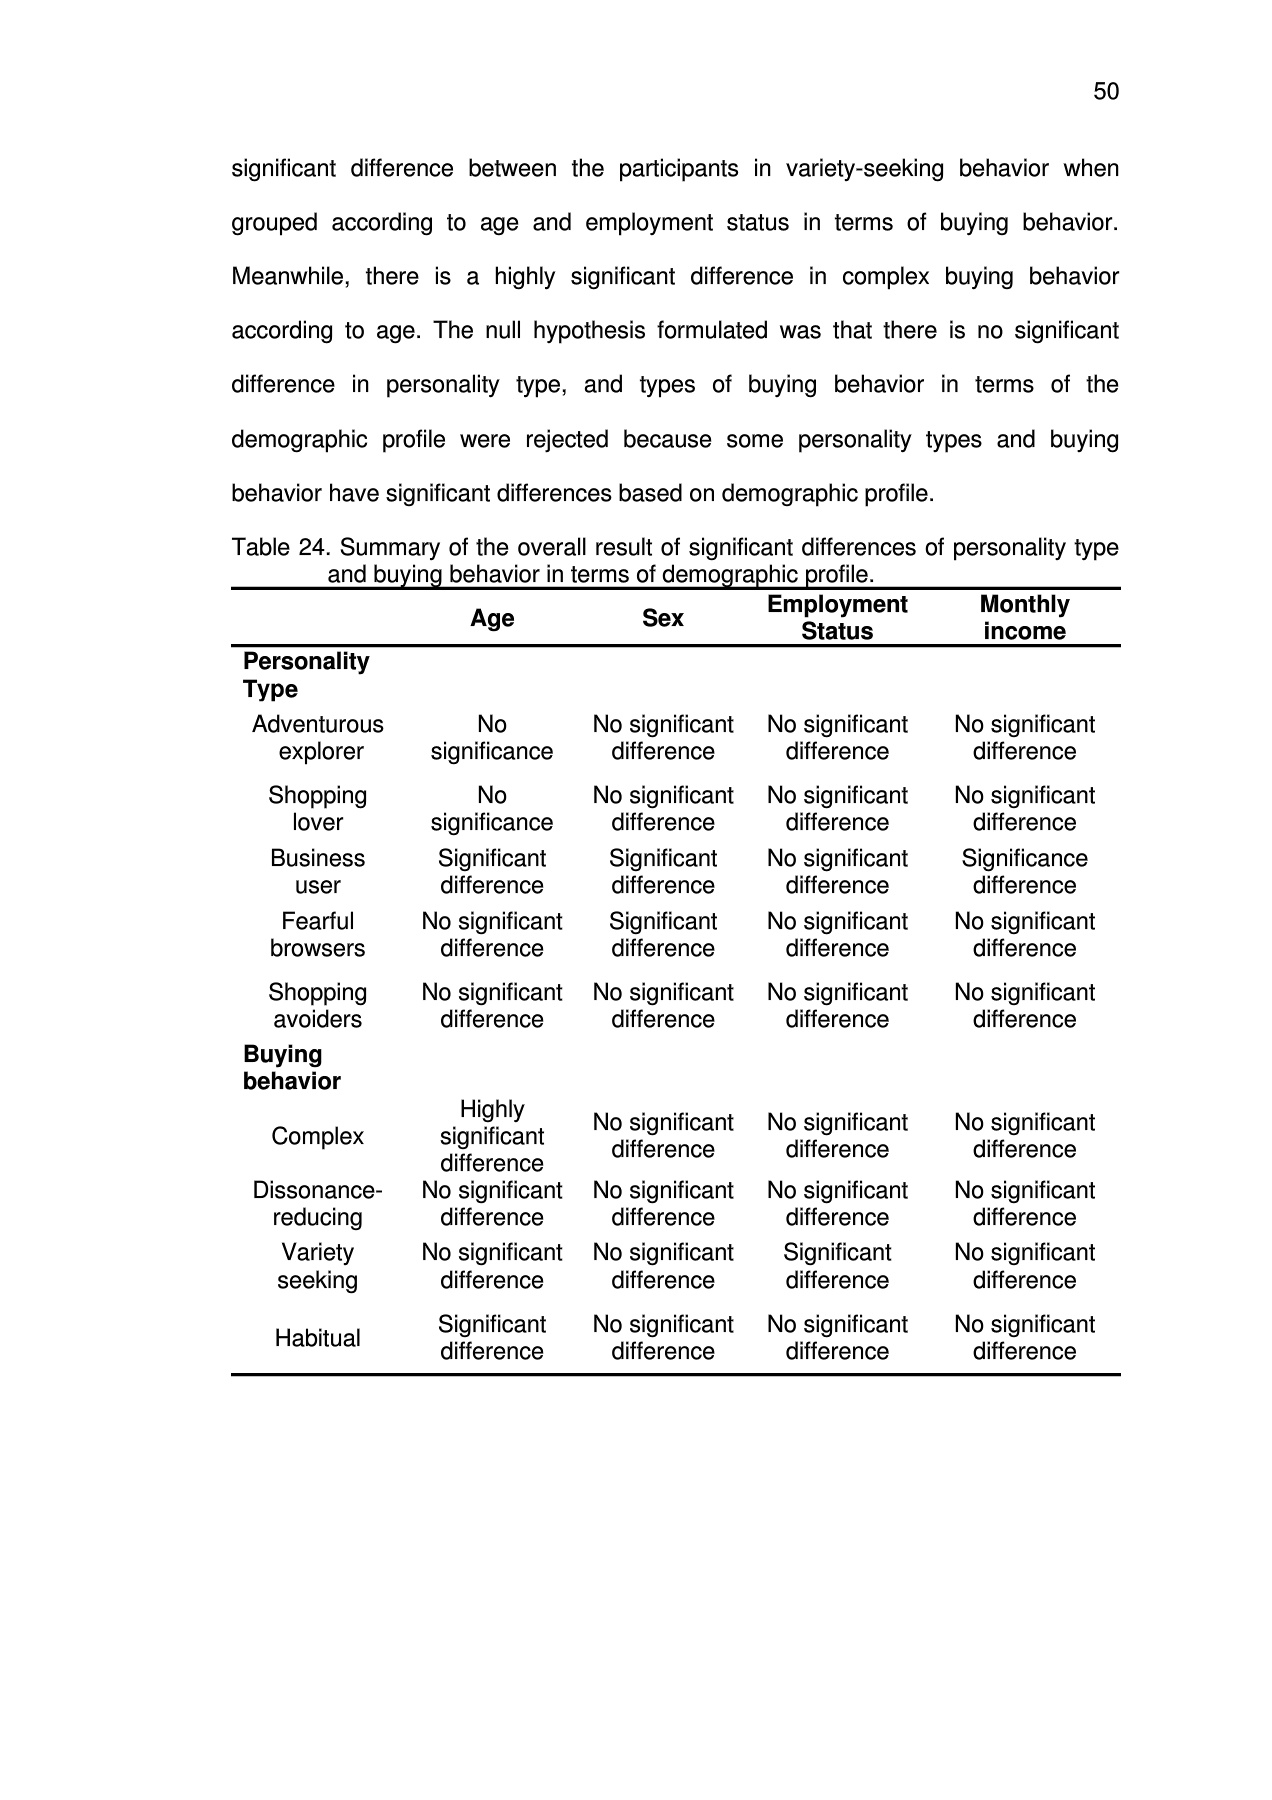 50
significant difference between the participants in variety-seeking behavior when
grouped according to age and employment status in terms of buying behavior.
Meanwhile, there is a highly significant difference in complex buying behavior
according to age. The null hypothesis formulated was that there is no significant
difference in personality type, and types of buying behavior in terms of the
demographic profile were rejected because some personality types and buying
behavior have significant differences based on demographic profile.
Table 24. Summary of the overall result of significant differences of personality type
and buying behavior in terms of demographic profile.
Age Sex Employment Status Monthly income
Personality
Type
Adventurous explorer No significance No significant difference No significant difference No significant difference
Shopping lover No significance No significant difference No significant difference No significant difference
Business user Significant difference Significant difference No significant difference Significance difference
Fearful browsers No significant difference Significant difference No significant difference No significant difference
Shopping avoiders No significant difference No significant difference No significant difference No significant difference
Buying
behavior
Complex Highly significant difference No significant difference No significant difference No significant difference
Dissonance-reducing No significant difference No significant difference No significant difference No significant difference
Variety seeking No significant difference No significant difference Significant difference No significant difference
Habitual Significant difference No significant difference No significant difference No significant difference